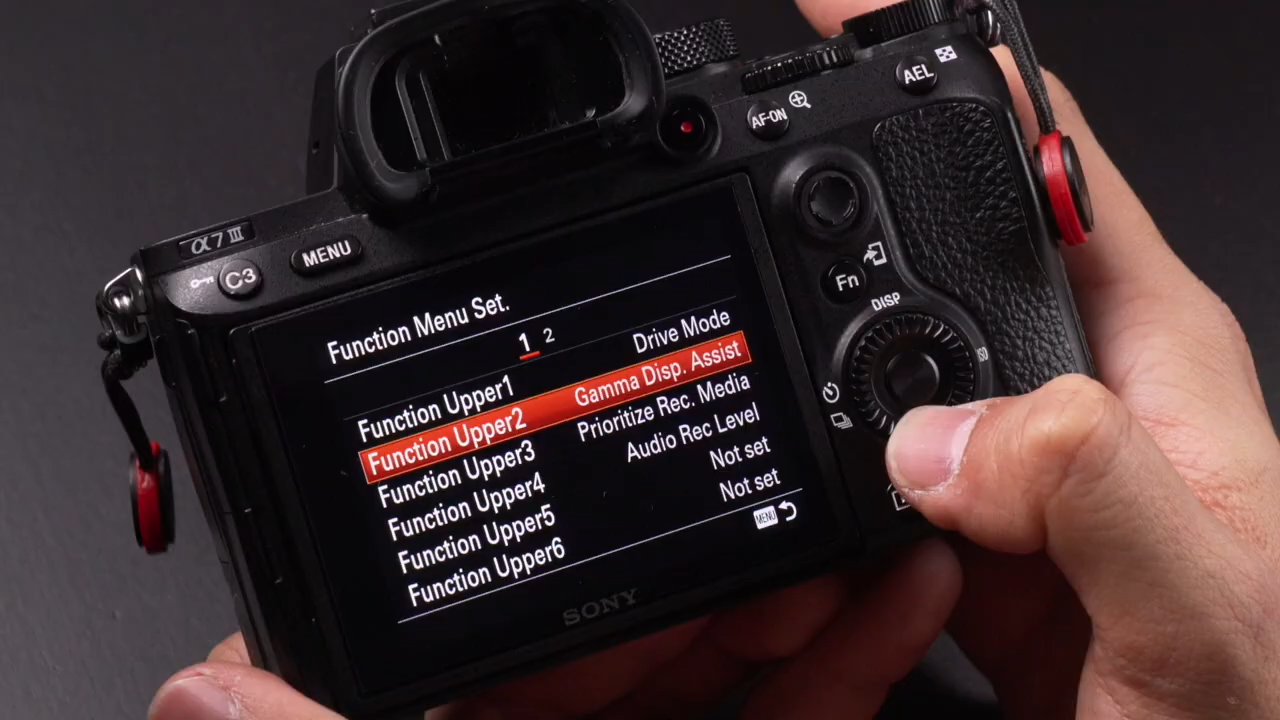 AEL
AF-ON
α7III
C3
MENU
Fn
DISP
ISO
Function Menu Set.
1 2
Function Upper1 Drive Mode
Function Upper2 Gamma Disp. Assist
Function Upper3 Prioritize Rec. Media
Function Upper4 Audio Rec Level
Function Upper5 Not set
Function Upper6 Not set
MENU
SONY